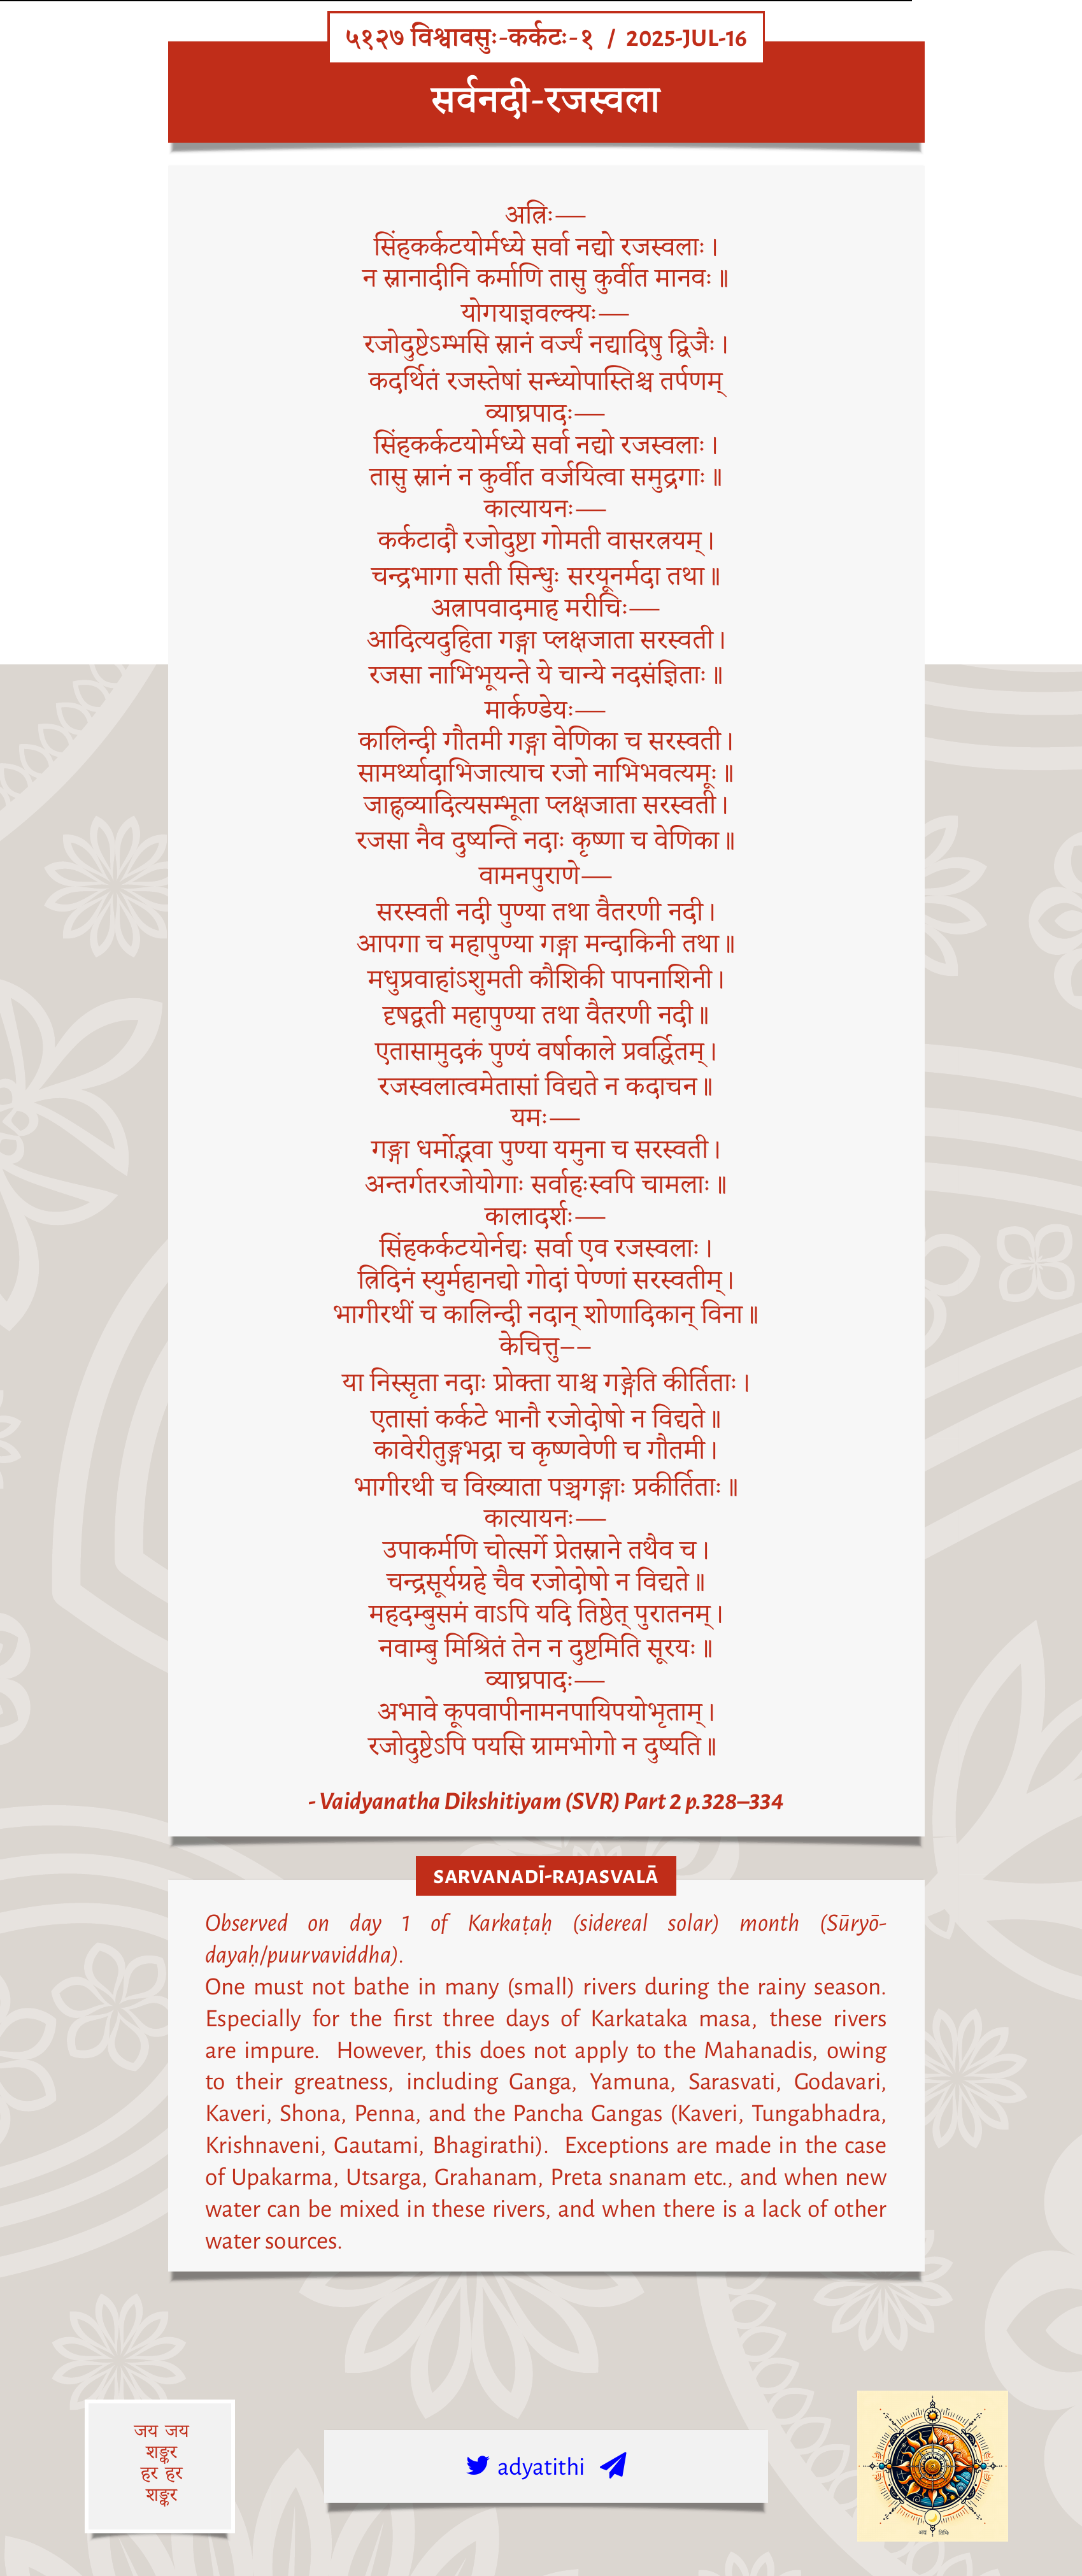 ५१२७ विश्वावसुः-कर्कटः-१ / 2025-JUL-16
सर्वनदी-रजस्वला
अत्रिः—
सिंहकर्कटयोर्मध्ये सर्वा नद्यो रजस्वलाः।
न स्नानादीनि कर्माणि तासु कुर्वीत मानवः॥
योगयाज्ञवल्क्यः—
रजोदुष्टेऽम्भसि स्नानं वर्ज्यं नद्यादिषु द्विजैः।
कदर्थितं रजस्तेषां सन्ध्योपास्तिश्च तर्पणम्
व्याघ्रपादः—
सिंहकर्कटयोर्मध्ये सर्वा नद्यो रजस्वलाः।
तासु स्नानं न कुर्वीत वर्जयित्वा समुद्रगाः॥
कात्यायनः—
कर्कटादौ रजोदुष्टा गोमती वासरत्रयम्।
चन्द्रभागा सती सिन्धुः सरयूनर्मदा तथा॥
अत्रापवादमाह मरीचिः—
आदित्यदुहिता गङ्गा प्लक्षजाता सरस्वती।
रजसा नाभिभूयन्ते ये चान्ये नदसंज्ञिताः॥
मार्कण्डेयः—
कालिन्दी गौतमी गङ्गा वेणिका च सरस्वती।
सामर्थ्यादाभिजात्याच रजो नाभिभवत्यमूः॥
जाह्नव्यादित्यसम्भूता प्लक्षजाता सरस्वती।
रजसा नैव दुष्यन्ति नदाः कृष्णा च वेणिका॥
वामनपुराणे—
सरस्वती नदी पुण्या तथा वैतरणी नदी।
आपगा च महापुण्या गङ्गा मन्दाकिनी तथा॥
मधुप्रवाहांऽशुमती कौशिकी पापनाशिनी।
दृषद्वती महापुण्या तथा वैतरणी नदी॥
एतासामुदकं पुण्यं वर्षाकाले प्रवर्द्धितम्।
रजस्वलात्वमेतासां विद्यते न कदाचन॥
यमः—
गङ्गा धर्मोद्भवा पुण्या यमुना च सरस्वती।
अन्तर्गतरजोयोगाः सर्वाहःस्वपि चामलाः॥
कालादर्शः—
सिंहकर्कटयोर्नद्यः सर्वा एव रजस्वलाः।
त्रिदिनं स्युर्महानद्यो गोदां पेण्णां सरस्वतीम्।
भागीरथीं च कालिन्दी नदान् शोणादिकान् विना॥
केचित्तु––
या निस्सृता नदाः प्रोक्ता याश्च गङ्गेति कीर्तिताः।
एतासां कर्कटे भानौ रजोदोषो न विद्यते॥
कावेरीतुङ्गभद्रा च कृष्णवेणी च गौतमी।
भागीरथी च विख्याता पञ्चगङ्गाः प्रकीर्तिताः॥
कात्यायनः—
उपाकर्मणि चोत्सर्गे प्रेतस्नाने तथैव च।
चन्द्रसूर्यग्रहे चैव रजोदोषो न विद्यते॥
महदम्बुसमं वाऽपि यदि तिष्ठेत् पुरातनम्।
नवाम्बु मिश्रितं तेन न दुष्टमिति सूरयः॥
व्याघ्रपादः—
अभावे कूपवापीनामनपायिपयोभृताम्।
रजोदुष्टेऽपि पयसि ग्रामभोगो न दुष्यति॥
- Vaidyanatha Dikshitiyam (SVR) Part 2 p.328–334
SARVANADĪ-RAJASVALĀ
Observed on day 1 of Karkaṭaḥ (sidereal solar) month (Sūryō-
dayaḥ/puurvaviddha).
One must not bathe in many (small) rivers during the rainy season.
Especially for the first three days of Karkataka masa, these rivers
are impure. However, this does not apply to the Mahanadis, owing
to their greatness, including Ganga, Yamuna, Sarasvati, Godavari,
Kaveri, Shona, Penna, and the Pancha Gangas (Kaveri, Tungabhadra,
Krishnaveni, Gautami, Bhagirathi). Exceptions are made in the case
of Upakarma, Utsarga, Grahanam, Preta snanam etc., and when new
water can be mixed in these rivers, and when there is a lack of other
water sources.
जय जय
शङ्कर
हर हर
शङ्कर
adyatithi